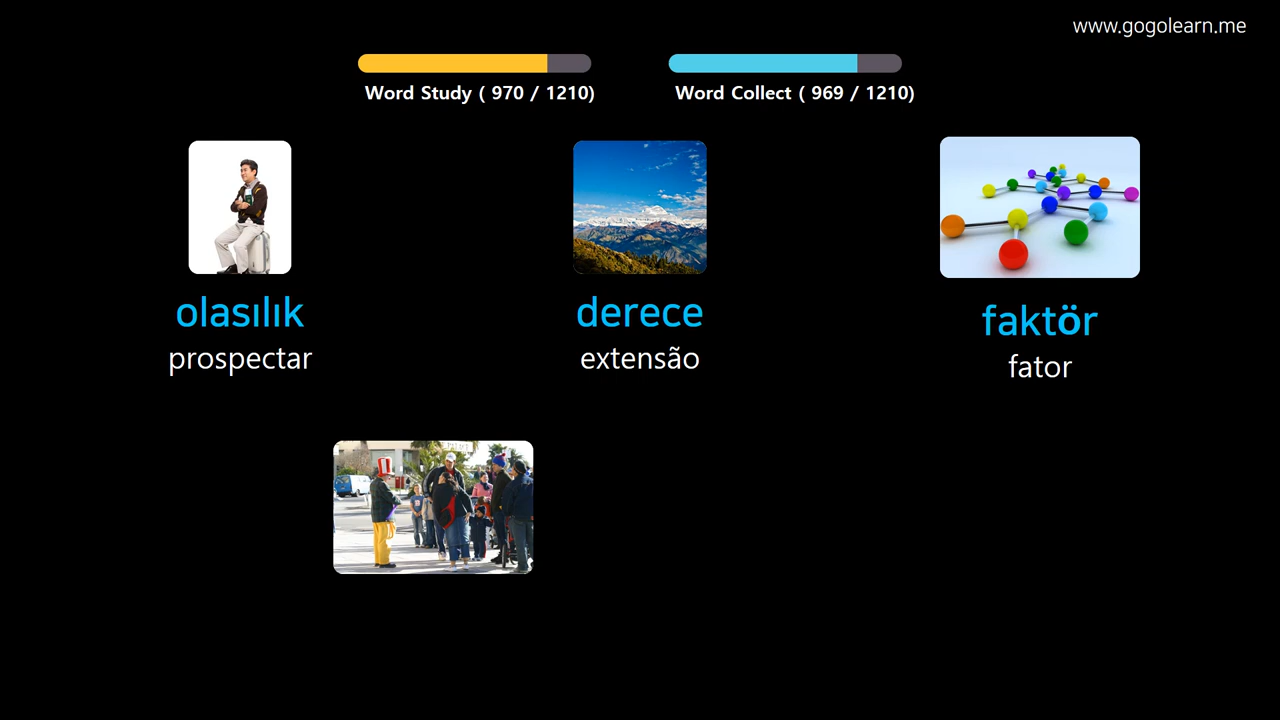 www.gogolearn.me
Word Study ( 970 / 1210)
Word Collect ( 969 / 1210)
olasılık
prospectar
derece
extensão
faktör
fator